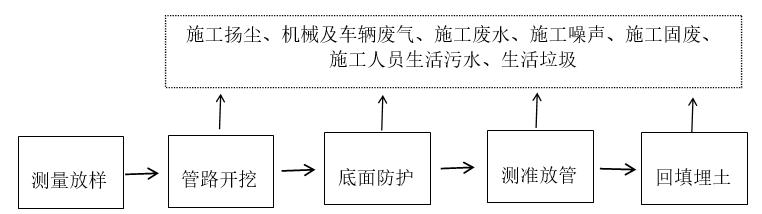 施工扬尘、机械及车辆废气、施工废水、施工噪声、施工固废、
施工人员生活污水、生活垃圾
测量放样
管路开挖
底面防护
测准放管
回填埋土